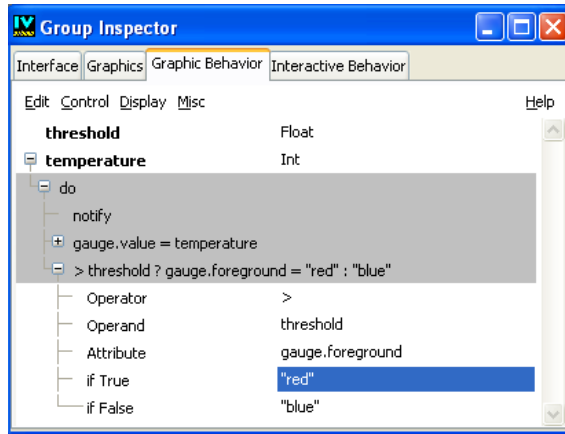 IV Group Inspector
Interface Graphics Graphic Behavior Interactive Behavior
Edit Control Display Misc Help
threshold Float
temperature Int
do
notify
gauge.value = temperature
> threshold ? gauge.foreground = "red" : "blue"
Operator >
Operand threshold
Attribute gauge.foreground
if True "red"
if False "blue"